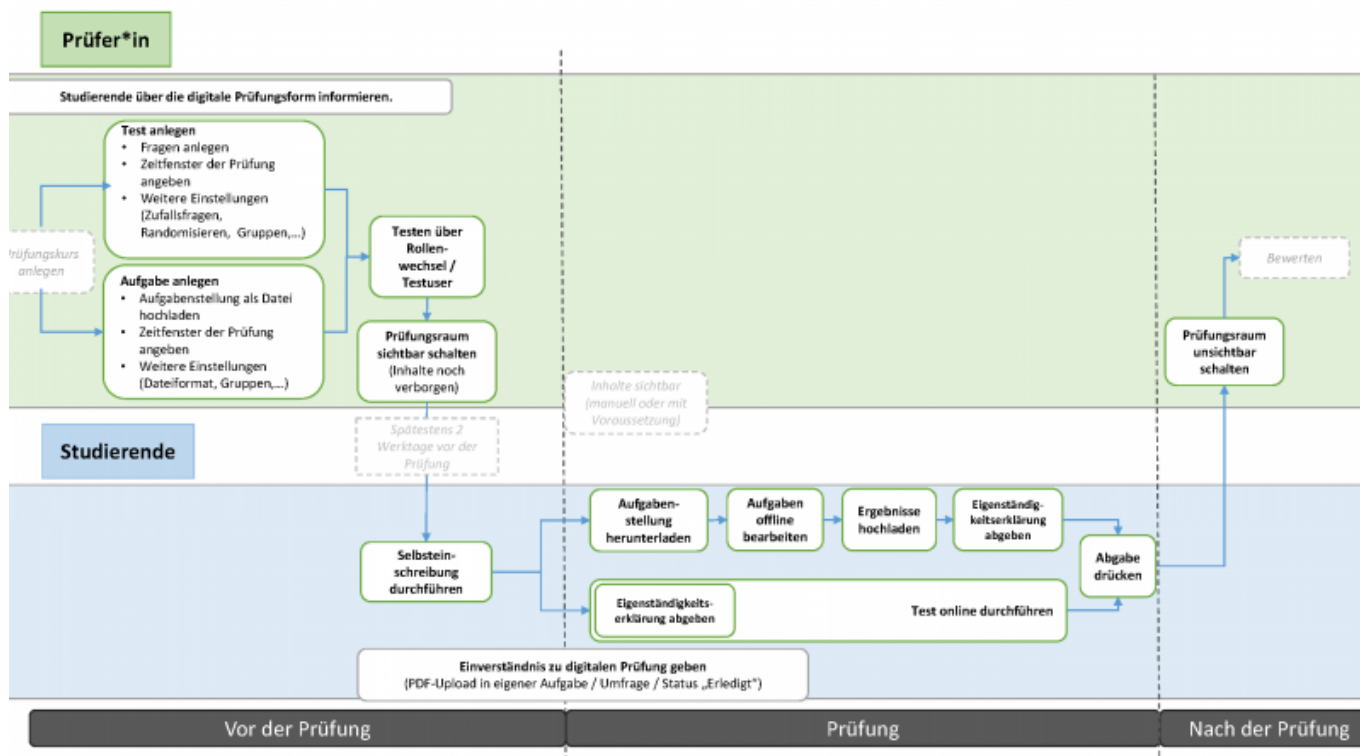 Prüfer*in
Studierende über die digitale Prüfungsform informieren.
Test anlegen
• Fragen anlegen
• Zeitfenster der Prüfung
angeben
• Weitere Einstellungen
(Zufallsfragen,
Randomisieren, Gruppen,...)
Prüfungskurs
anlegen
Aufgabe anlegen
• Aufgabenstellung als Datei
hochladen
• Zeitfenster der Prüfung
angeben
• Weitere Einstellungen
(Dateiformat, Gruppen,...)
Testen über
Rollen-
wechsel /
Testuser
Prüfungsraum
sichtbar schalten
(Inhalte noch
verborgen)
Inhalte sichtbar
(manuell oder mit
Voraussetzung)
Bewerten
Prüfungsraum
unsichtbar
schalten
Spätestens 2
Werktage vor der
Prüfung
Studierende
Selbstein-
schreibung
durchführen
Aufgaben-
stellung
herunterladen
Aufgaben
offline
bearbeiten
Ergebnisse
hochladen
Eigenständig-
keitserklärung
abgeben
Abgabe
drücken
Eigenständigkeits-
erklärung abgeben
Test online durchführen
Einverständnis zu digitalen Prüfung geben
(PDF-Upload in eigener Aufgabe / Umfrage / Status „Erledigt")
Vor der Prüfung
Prüfung
Nach der Prüfung